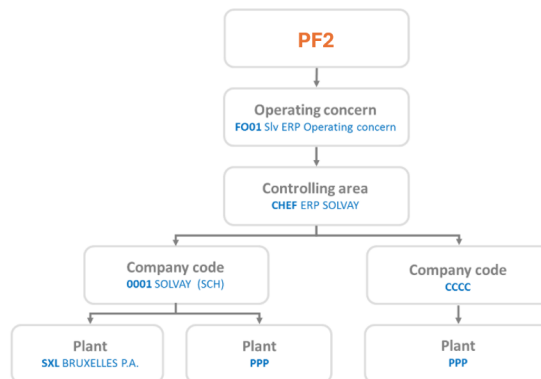 PF2
Operating concern
FO01 Slv ERP Operating concern
Controlling area
CHEF ERP SOLVAY
Company code
0001 SOLVAY (SCH)
Company code
CCCC
Plant
SXL BRUXELLES P.A.
Plant
PPP
Plant
PPP